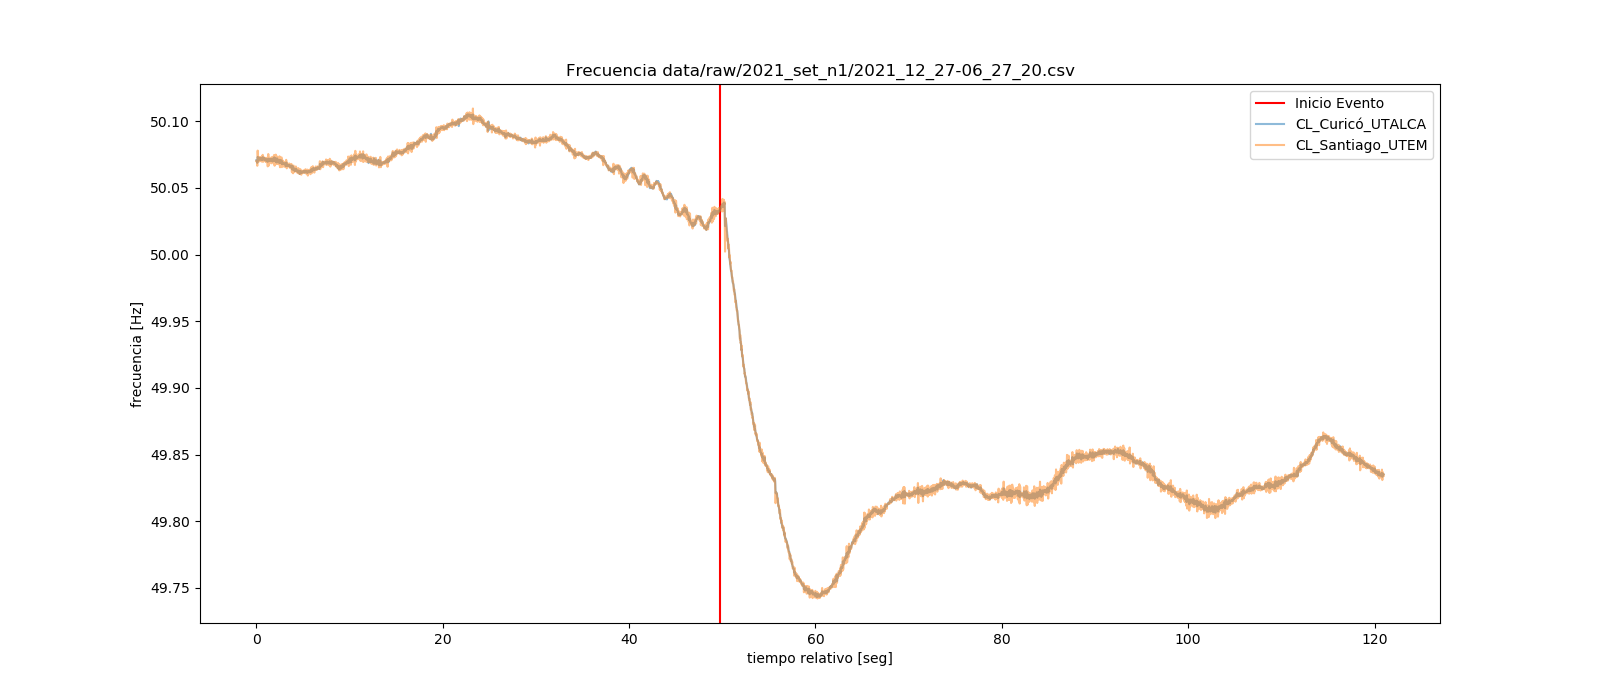 Frecuencia data/raw/2021_set_n1/2021_12_27-06_27_20.csv
Inicio Evento
CL_Curicó_UTALCA
CL_Santiago_UTEM
frecuencia [Hz]
50.10
50.05
50.00
49.95
49.90
49.85
49.80
49.75
0 20 40 60 80 100 120
tiempo relativo [seg]